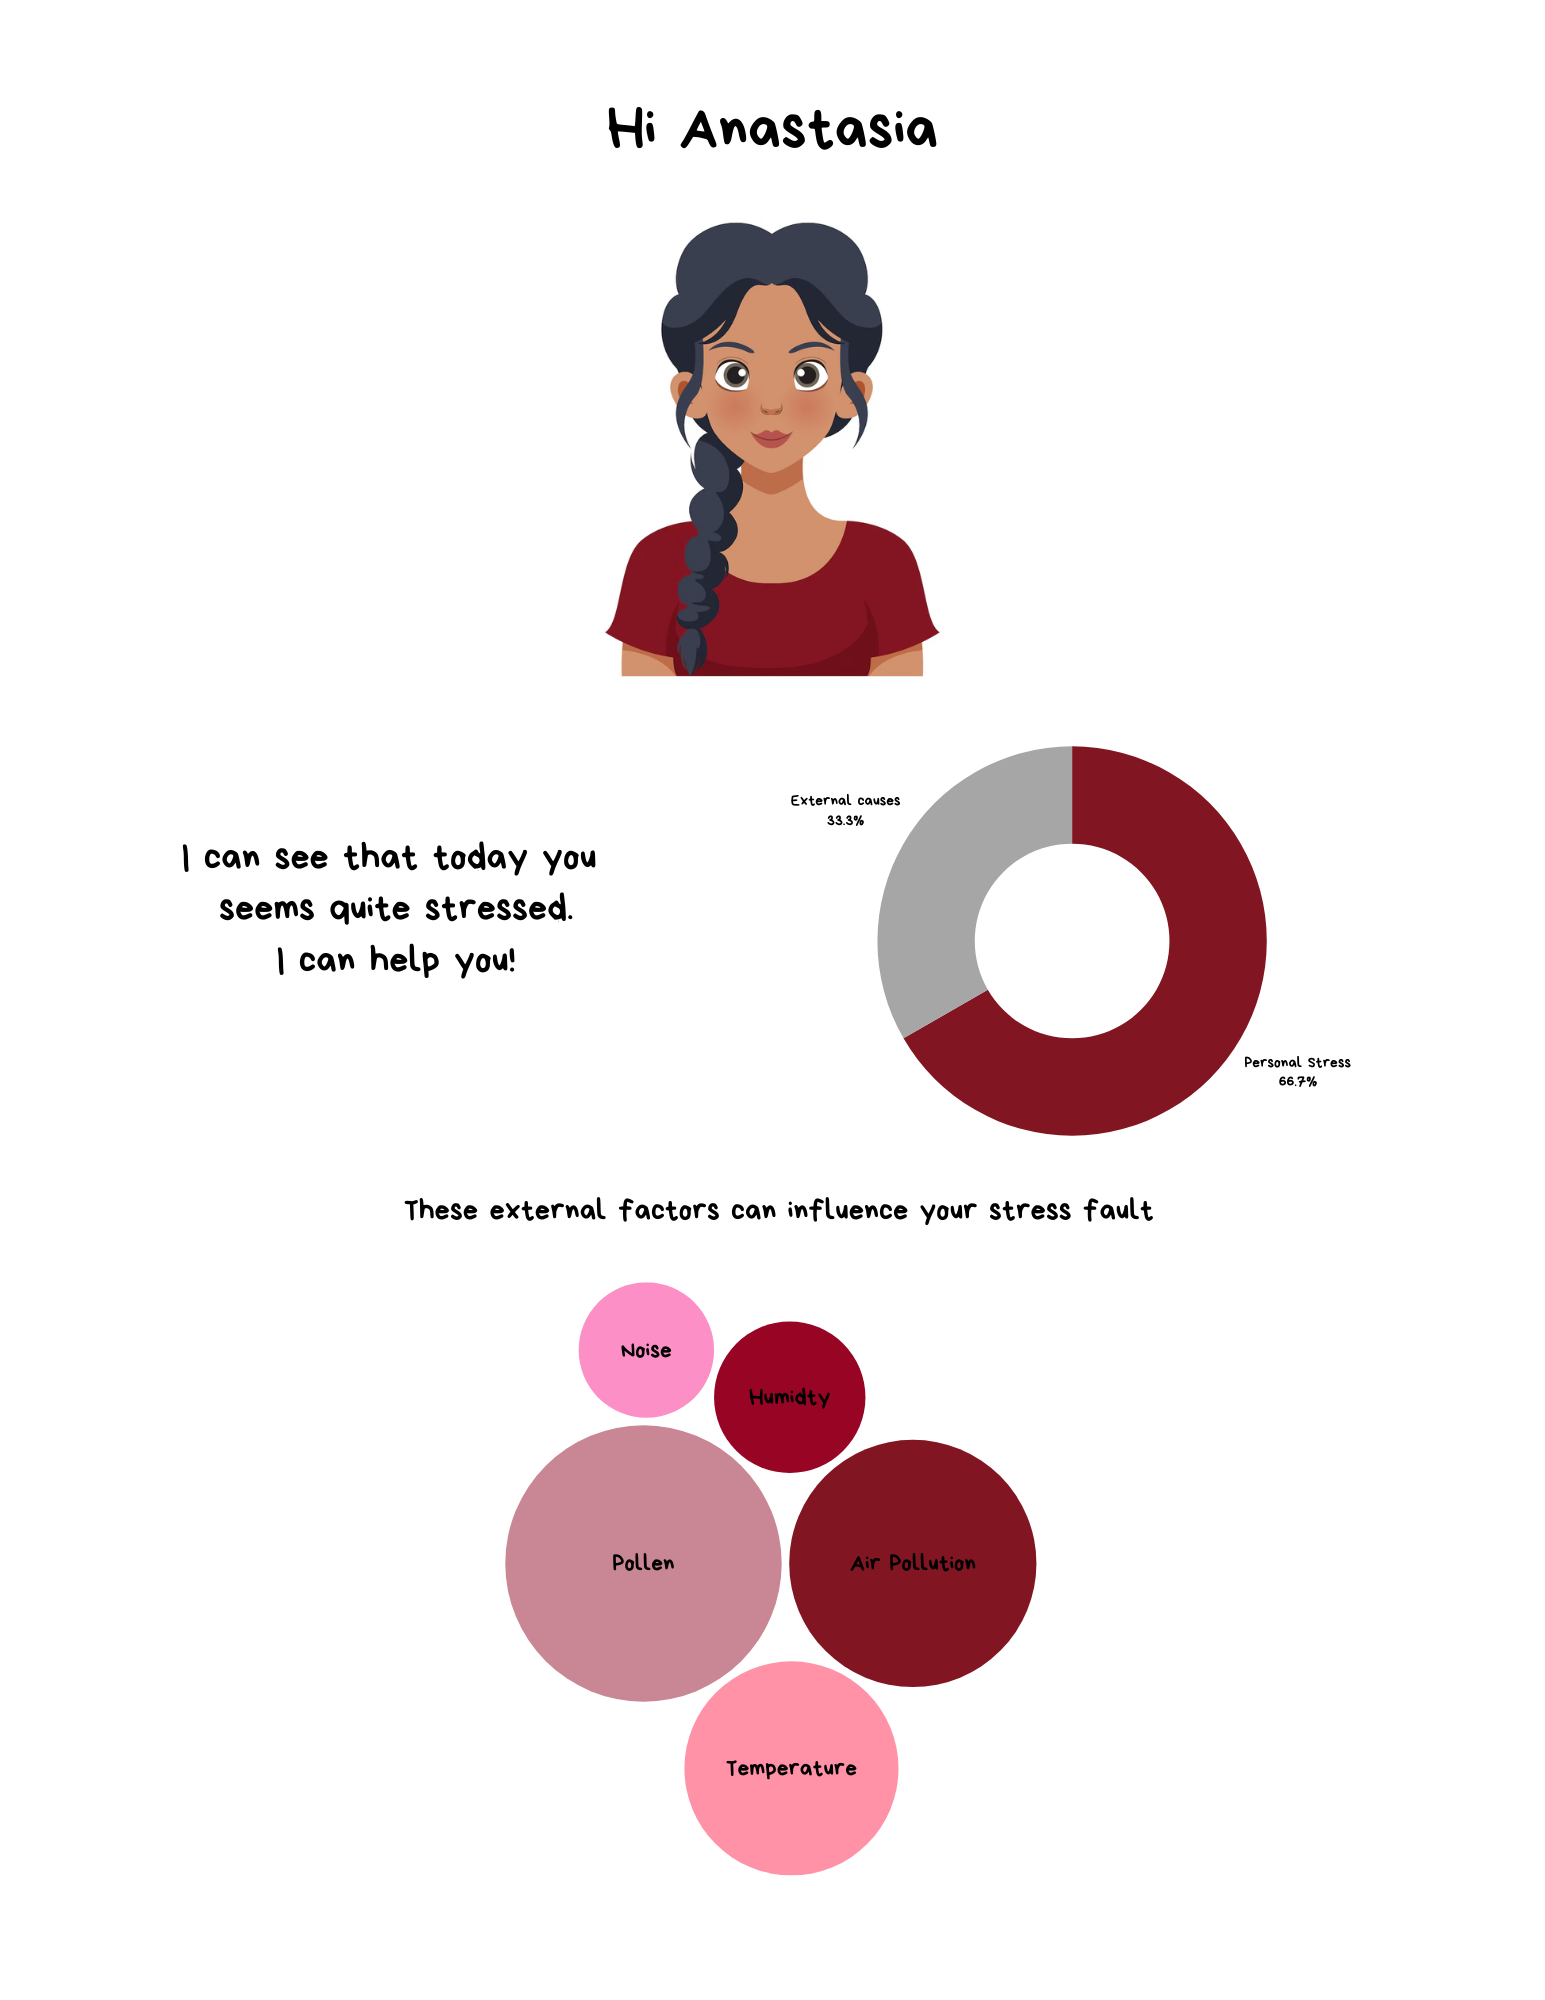 Hi Anastasia
External causes
33.3%
I can see that today you
seems quite stressed.
I can help you!
Personal Stress
66.7%
These external factors can influence your stress fault
Noise
Humidty
Pollen
Air Pollution
Temperature